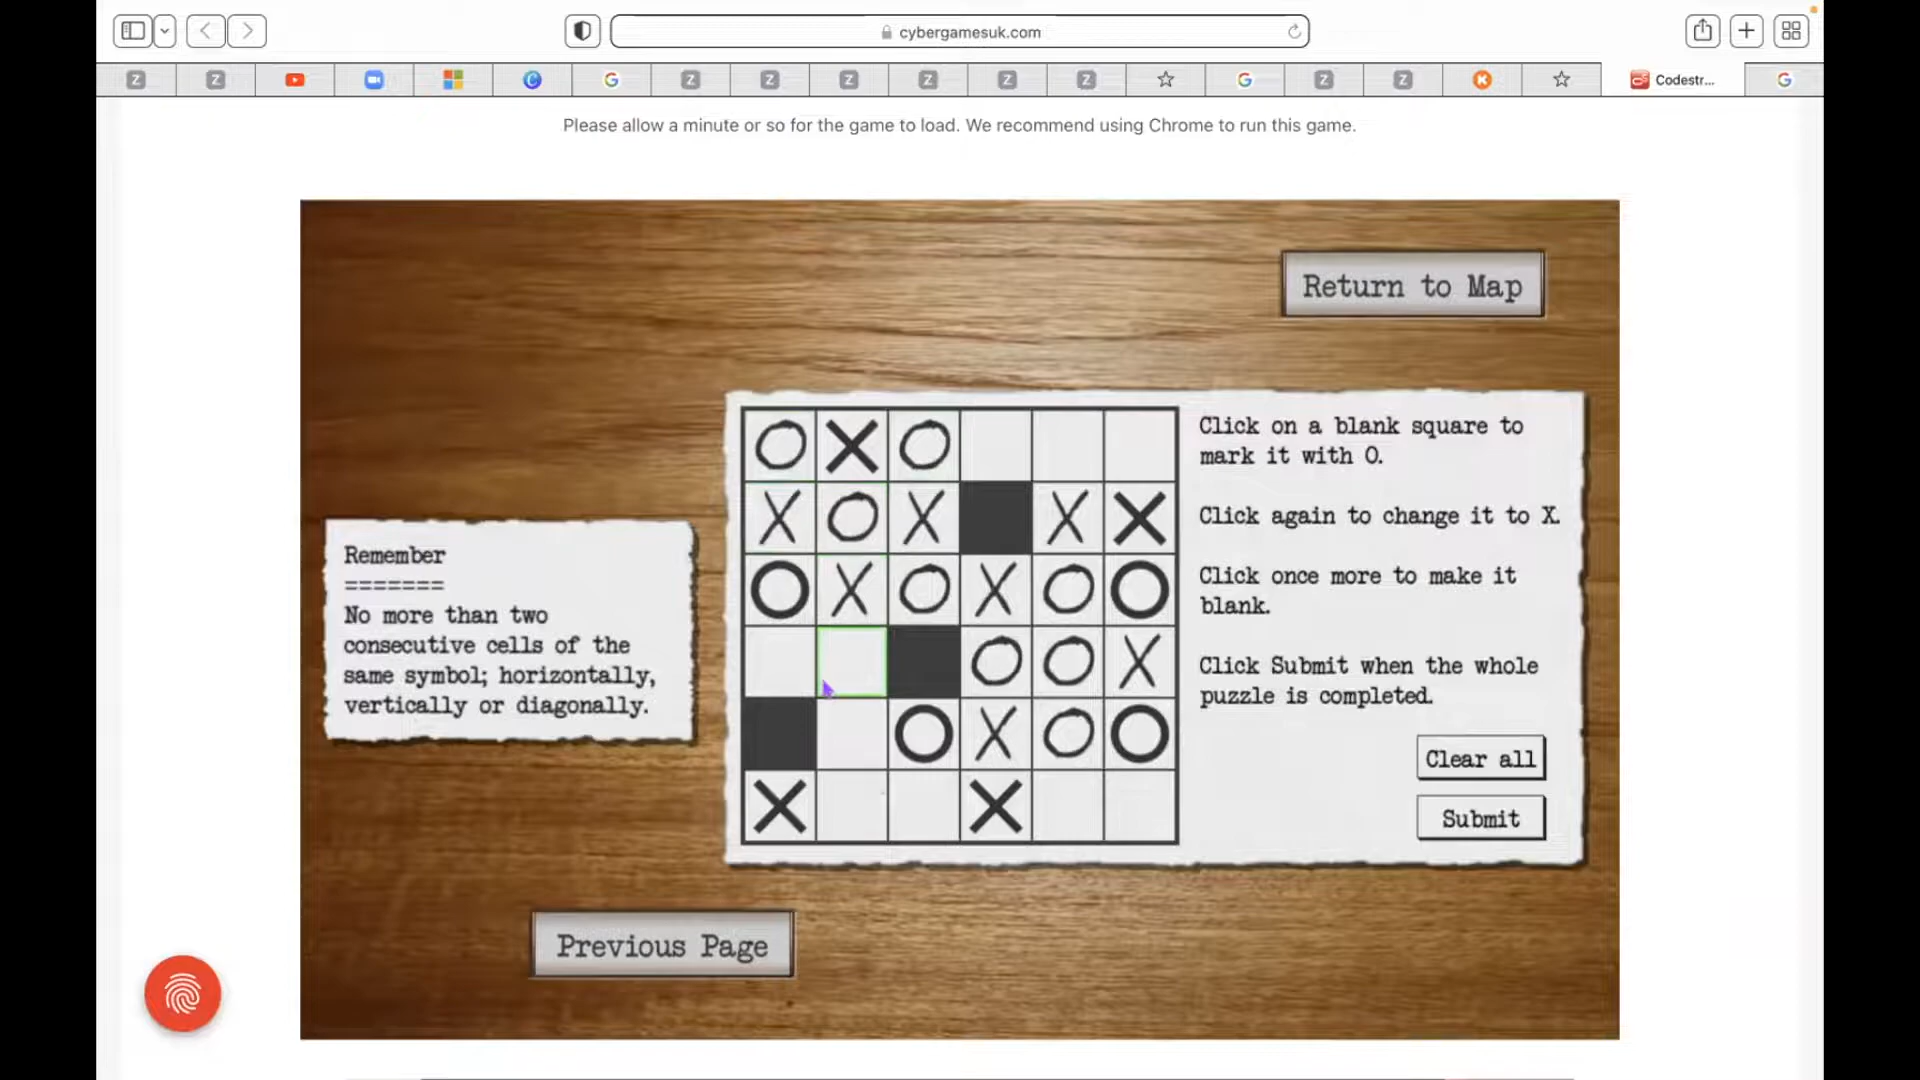 cybergamesuk.com
Codestr...
Please allow a minute or so for the game to load. We recommend using Chrome to run this game.
Return to Map
Remember
=======
No more than two
consecutive cells of the
same symbol; horizontally,
vertically or diagonally.
O X O
X O X X X
O X O X O O
O O X
O X O O
X X
Click on a blank square to
mark it with O.
Click again to change it to X.
Click once more to make it
blank.
Click Submit when the whole
puzzle is completed.
Clear all
Submit
Previous Page